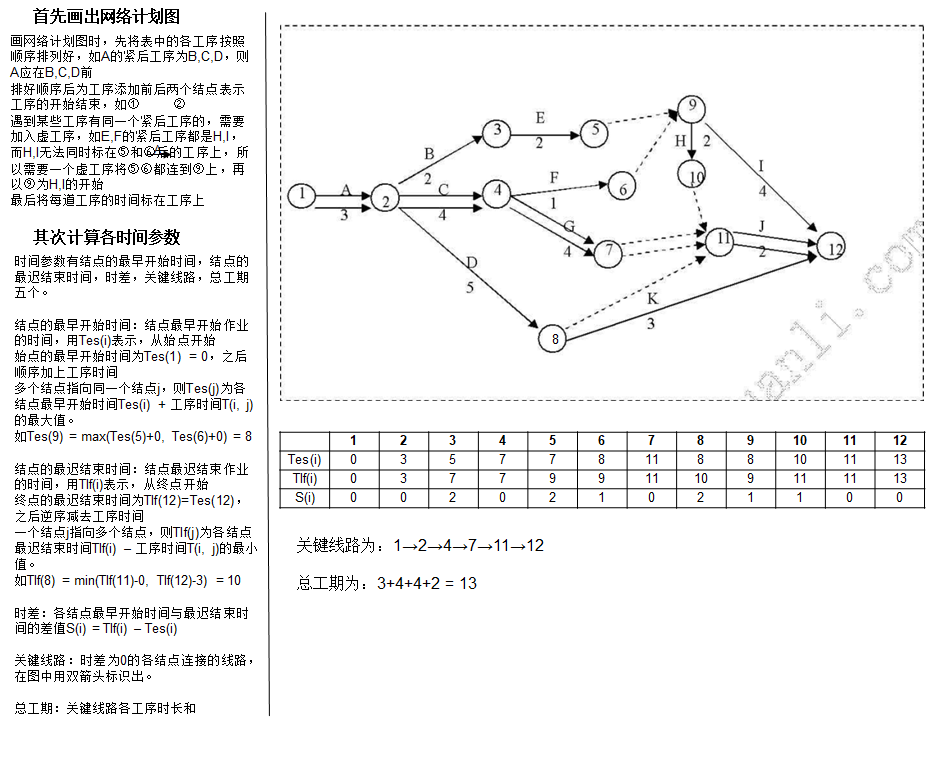 首先画出网络计划图
画网络计划图时，先将表中的各工序按照
顺序排列好，如A的紧后工序为B,C,D，则
A应在B,C,D前
排好顺序后为工序添加前后两个结点表示
工序的开始结束，如① ②
遇到某些工序有同一个紧后工序的，需要
加入虚工序，如E,F的紧后工序都是H,I，
而H,I无法同时标在⑤和⑥后的工序上，所
以需要一个虚工序将⑤⑥都连到⑨上，再
以⑨为H,I的开始
最后将每道工序的时间标在工序上
其次计算各时间参数
时间参数有结点的最早开始时间，结点的
最迟结束时间，时差，关键线路，总工期
五个。
结点的最早开始时间：结点最早开始作业
的时间，用Tes(i)表示，从始点开始
始点的最早开始时间为Tes(1) = 0，之后
顺序加上工序时间
多个结点指向同一个结点j，则Tes(j)为各
结点最早开始时间Tes(i) + 工序时间T(i, j)
的最大值。
如Tes(9) = max(Tes(5)+0, Tes(6)+0) = 8
结点的最迟结束时间：结点最迟结束作业
的时间，用Tlf(i)表示，从终点开始
终点的最迟结束时间为Tlf(12)=Tes(12)，
之后逆序减去工序时间
一个结点j指向多个结点，则Tlf(j)为各结点
最迟结束时间Tlf(i) – 工序时间T(i, j)的最小
值。
如Tlf(8) = min(Tlf(11)-0, Tlf(12)-3) = 10
时差：各结点最早开始时间与最迟结束时
间的差值S(i) = Tlf(i) – Tes(i)
关键线路：时差为0的各结点连接的线路，
在图中用双箭头标识出。
总工期：关键线路各工序时长和
9
E
3 5
2
H 2
B I
F 10
2 4
1 A 2 C 4 1 6
3 4
G 11 J
4 7 2 12
D
5
K
8 3
uanli.com
1 2 3 4 5 6 7 8 9 10 11 12
Tes(i) 0 3 5 7 7 8 11 8 8 10 11 13
Tlf(i) 0 3 7 7 9 9 11 10 9 11 11 13
S(i) 0 0 2 0 2 1 0 2 1 1 0 0
关键线路为：1→2→4→7→11→12
总工期为：3+4+4+2 = 13